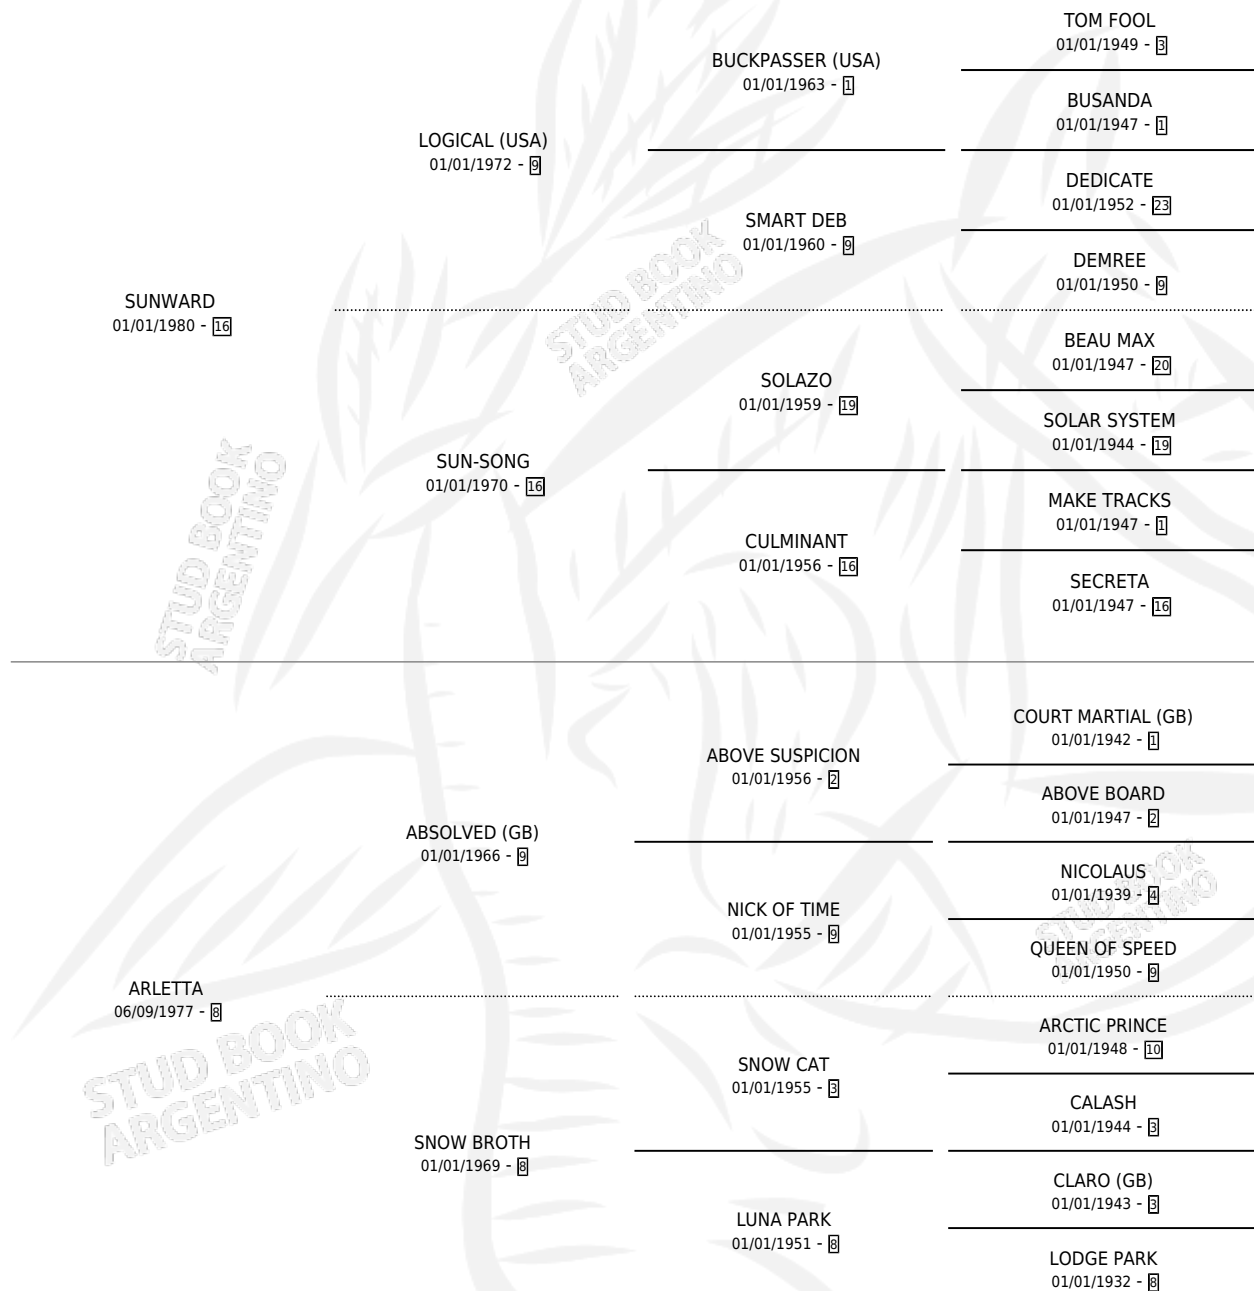 TOM FOOL
01/01/1949 - 3
BUCKPASSER (USA)
01/01/1963 - 1
BUSANDA
01/01/1947 - 1
LOGICAL (USA)
01/01/1972 - 9
DEDICATE
01/01/1952 - 23
SMART DEB
01/01/1960 - 9
DEMREE
01/01/1950 - 9
SUNWARD
01/01/1980 - 16
BEAU MAX
01/01/1947 - 20
SOLAZO
01/01/1959 - 19
SOLAR SYSTEM
01/01/1944 - 19
SUN-SONG
01/01/1970 - 16
MAKE TRACKS
01/01/1947 - 1
CULMINANT
01/01/1956 - 16
SECRETA
01/01/1947 - 16
COURT MARTIAL (GB)
01/01/1942 - 1
ABOVE SUSPICION
01/01/1956 - 2
ABOVE BOARD
01/01/1947 - 2
ABSOLVED (GB)
01/01/1966 - 9
NICOLAUS
01/01/1939 - 4
NICK OF TIME
01/01/1955 - 9
QUEEN OF SPEED
01/01/1950 - 9
ARLETTA
06/09/1977 - 8
ARCTIC PRINCE
01/01/1948 - 10
SNOW CAT
01/01/1955 - 3
CALASH
01/01/1944 - 3
SNOW BROTH
01/01/1969 - 8
CLARO (GB)
01/01/1943 - 3
LUNA PARK
01/01/1951 - 8
LODGE PARK
01/01/1932 - 8
STUD BOOK
ARGENTINO
STUD BOOK
ARGENTINO
STUD BOOK
ARGENTINO
STUD BOOK
ARGENTINO